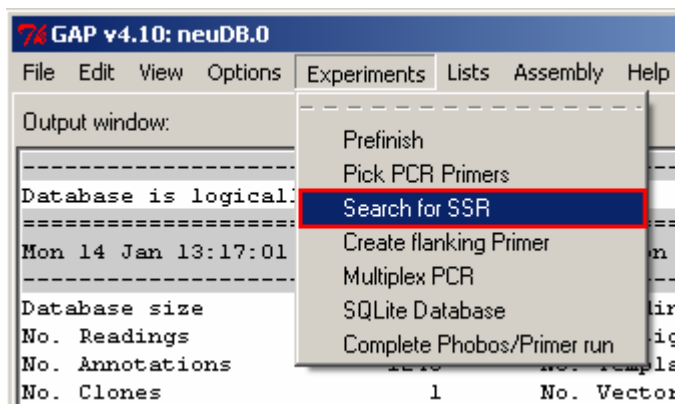 GAP v4.10: neuDB.0
File Edit View Options Experiments Lists Assembly Help
Output window:
Prefinish
Pick PCR Primers
Search for SSR
Create flanking Primer
Multiplex PCR
SQLite Database
Complete Phobos/Primer run
Database is logical
Mon 14 Jan 13:17:01
Database size
No. Readings
No. Annotations
No. Clones 1 No. Vector